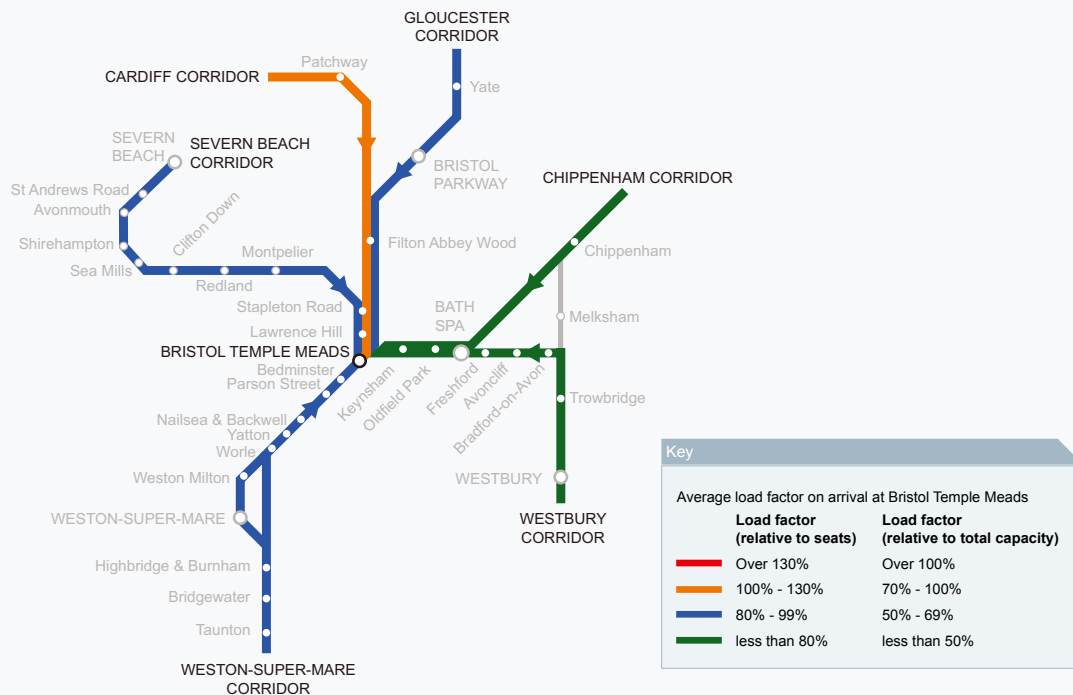 GLOUCESTER
CORRIDOR
Patchway
CARDIFF CORRIDOR
Yate
SEVERN
BEACH
SEVERN BEACH
CORRIDOR
BRISTOL
PARKWAY
CHIPPENHAM CORRIDOR
St Andrews Road
Avonmouth
Clifton Down
Shirehampton
Filton Abbey Wood
Montpelier
Chippenham
Sea Mills
Redland
Stapleton Road
BATH
SPA
Melksham
Lawrence Hill
BRISTOL TEMPLE MEADS
Bedminster
Parson Street
Keynsham
Oldfield Park
Freshford
Avoncliff
Bradford-on-Avon
Trowbridge
Nailsea & Backwell
Yatton
Worle
Weston Milton
WESTBURY
WESTON-SUPER-MARE
WESTBURY
CORRIDOR
Highbridge & Burnham
Bridgewater
Taunton
WESTON-SUPER-MARE
CORRIDOR
Key
Average load factor on arrival at Bristol Temple Meads
Load factor
(relative to seats)
Load factor
(relative to total capacity)
Over 130% Over 100%
100% - 130% 70% - 100%
80% - 99% 50% - 69%
less than 80% less than 50%